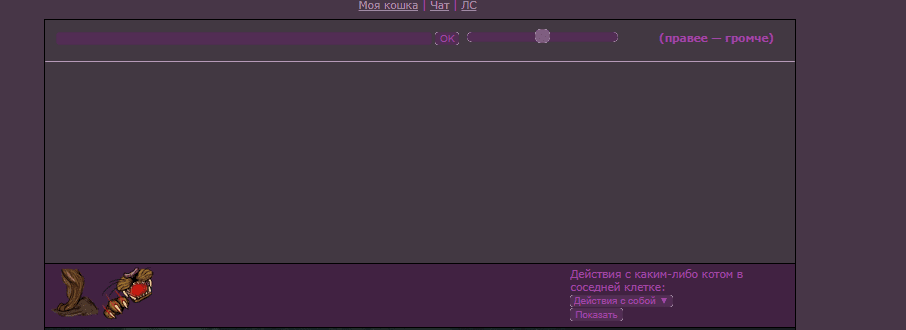 Моя кошка | Чат | ЛС
OK (правее — громче)
Действия с каким-либо котом в
соседней клетке:
Действия с собой ▼
Показать